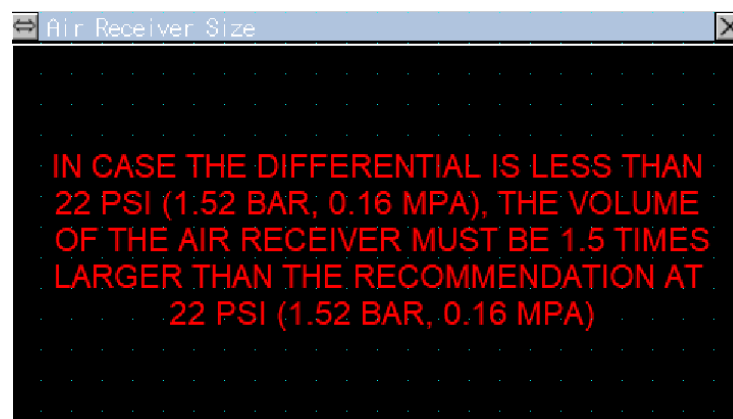 Air Receiver Size
IN CASE THE DIFFERENTIAL IS LESS THAN
22 PSI (1.52 BAR, 0.16 MPA), THE VOLUME
OF THE AIR RECEIVER MUST BE 1.5 TIMES
LARGER THAN THE RECOMMENDATION AT
22 PSI (1.52 BAR, 0.16 MPA)